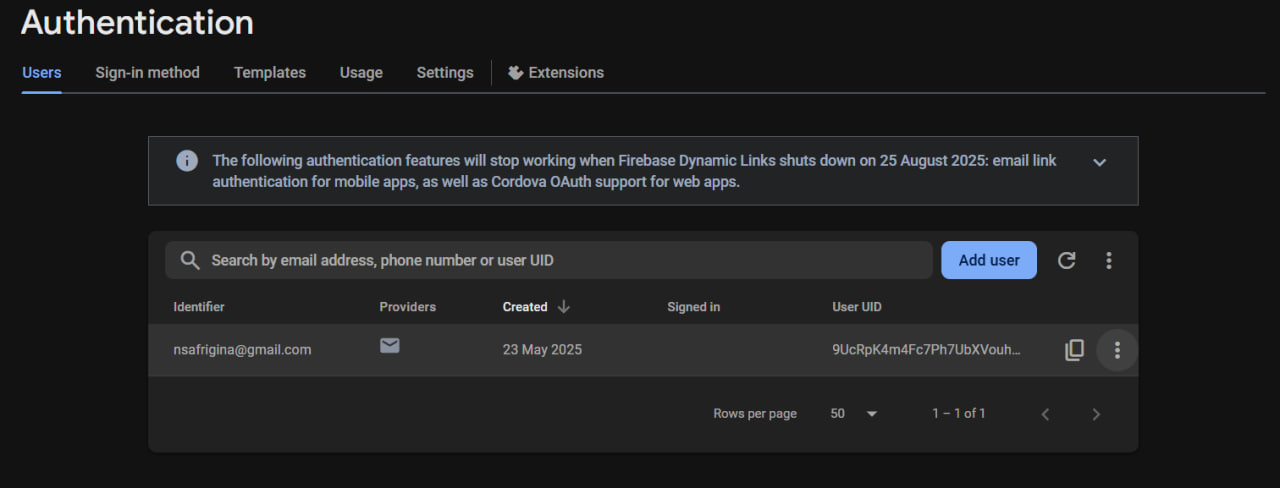 Authentication
Users Sign-in method Templates Usage Settings Extensions
The following authentication features will stop working when Firebase Dynamic Links shuts down on 25 August 2025: email link
authentication for mobile apps, as well as Cordova OAuth support for web apps.
Search by email address, phone number or user UID Add user
Identifier Providers Created Signed in User UID
nsafrigina@gmail.com 23 May 2025 9UcRpK4m4Fc7Ph7UbXVouh...
Rows per page 50 1 – 1 of 1